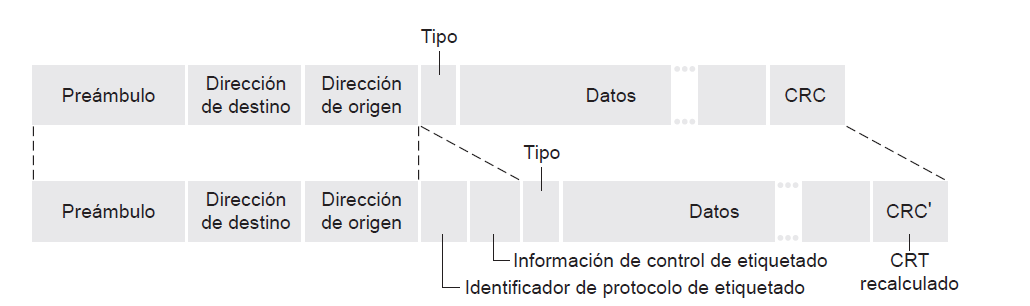 Tipo
Preámbulo
Dirección
de destino
Dirección
de origen
Datos
CRC
Tipo
Preámbulo
Dirección
de destino
Dirección
de origen
Datos
CRC'
Información de control de etiquetado
Identificador de protocolo de etiquetado
CRT
recalculado